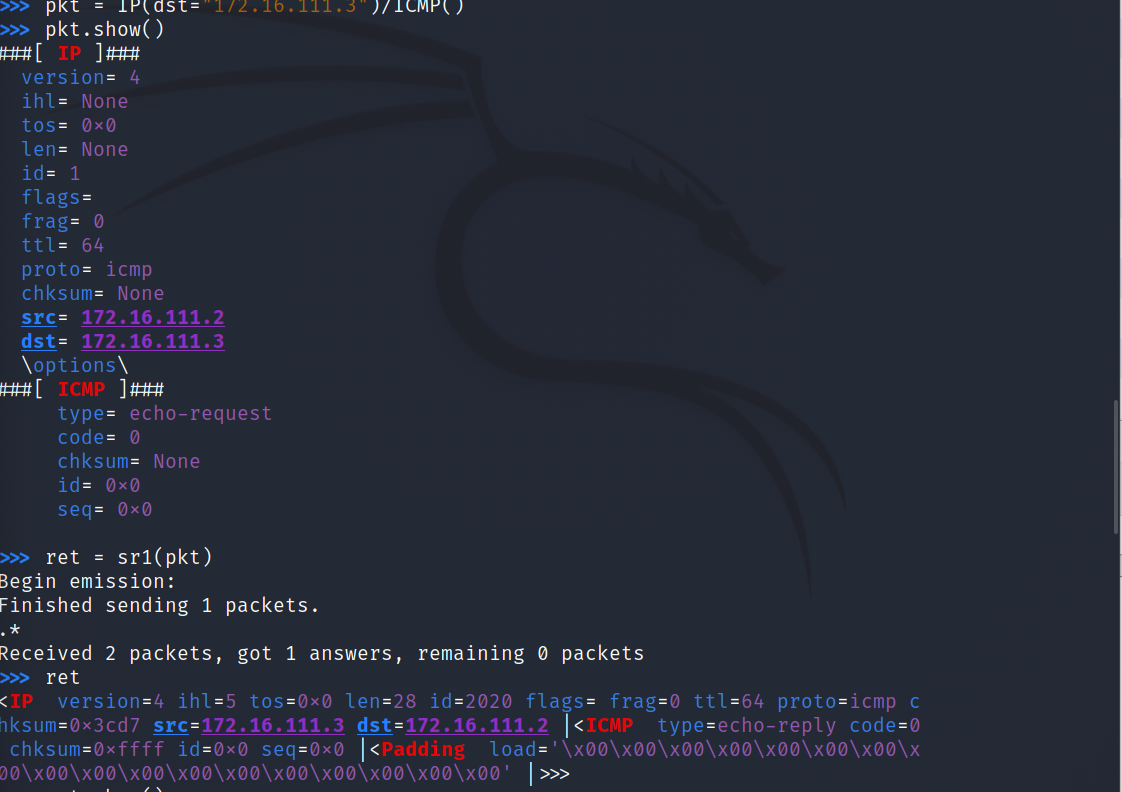 >>> pkt = IP(dst="172.16.111.3")/ICMP()
>>> pkt.show()
###[ IP ]###
  version= 4
  ihl= None
  tos= 0×0
  len= None
  id= 1
  flags=
  frag= 0
  ttl= 64
  proto= icmp
  chksum= None
  src= 172.16.111.2
  dst= 172.16.111.3
  \options\
###[ ICMP ]###
     type= echo-request
     code= 0
     chksum= None
     id= 0×0
     seq= 0×0
>>> ret = sr1(pkt)
Begin emission:
Finished sending 1 packets.
.*
Received 2 packets, got 1 answers, remaining 0 packets
>>> ret
<IP  version=4 ihl=5 tos=0×0 len=28 id=2020 flags= frag=0 ttl=64 proto=icmp c
hksum=0×3cd7 src=172.16.111.3 dst=172.16.111.2 |<ICMP  type=echo-reply code=0
 chksum=0×ffff id=0×0 seq=0×0 |<Padding  load='\x00\x00\x00\x00\x00\x00\x00\x
00\x00\x00\x00\x00\x00\x00\x00\x00\x00\x00' |>>>